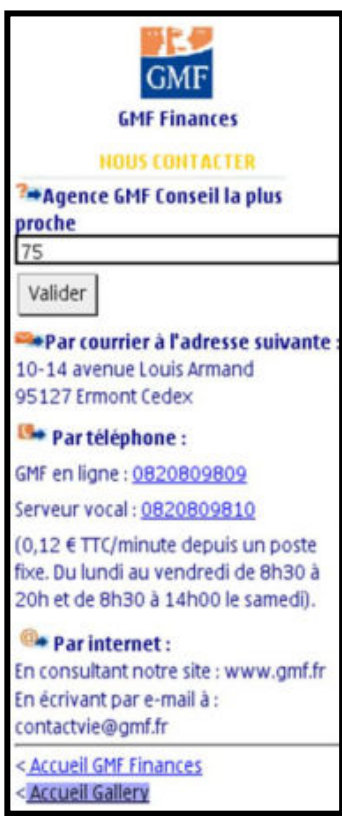 GMF
GMF Finances
NOUS CONTACTER
Agence GMF Conseil la plus
proche
75
Valider
Par courrier à l'adresse suivante :
10-14 avenue Louis Armand
95127 Ermont Cedex
Par téléphone :
GMF en ligne : 0820809809
Serveur vocal : 0820809810
(0,12 € TTC/minute depuis un poste
fixe. Du lundi au vendredi de 8h30 à
20h et de 8h30 à 14h00 le samedi).
Par internet :
En consultant notre site : www.gmf.fr
En écrivant par e-mail à :
contactvie@gmf.fr
< Accueil GMF Finances
< Accueil Gallery